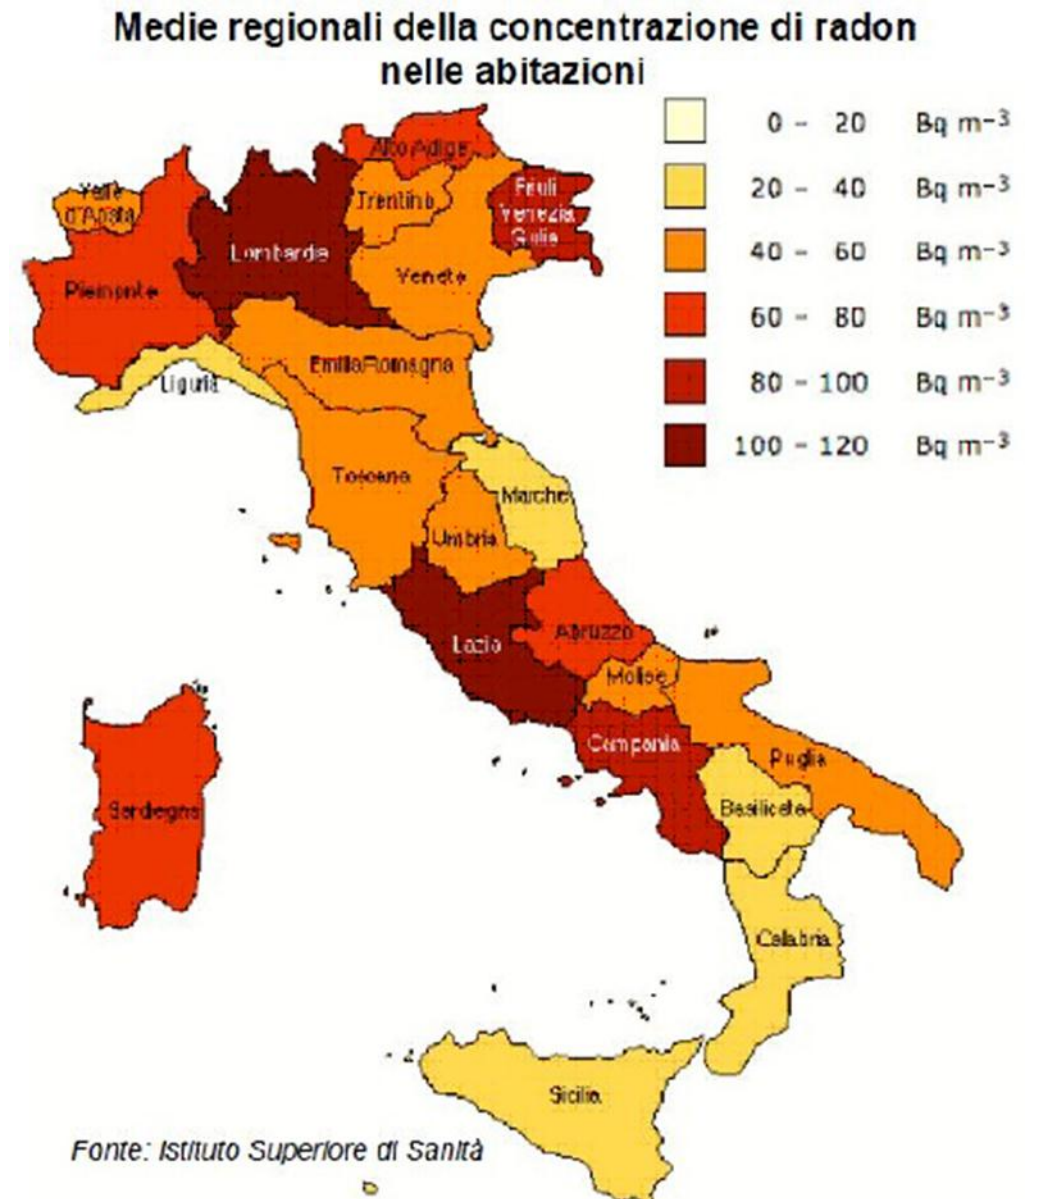 Medie regionali della concentrazione di radon
nelle abitazioni
0 - 20 Bq m-3
20 - 40 Bq m-3
40 - 60 Bq m-3
60 - 80 Bq m-3
80 - 100 Bq m-3
100 - 120 Bq m-3
Alto Adige
Valle
d'Aosta
Trentino
Friuli
Venezia
Giulia
Lombardia
Veneto
Piemonte
Emilia Romagna
Liguria
Toscana
Marche
Umbria
Lazio
Abruzzo
Molise
Campania
Puglia
Basilicata
Sardegna
Calabria
Sicilia
Fonte: Istituto Superiore di Sanità